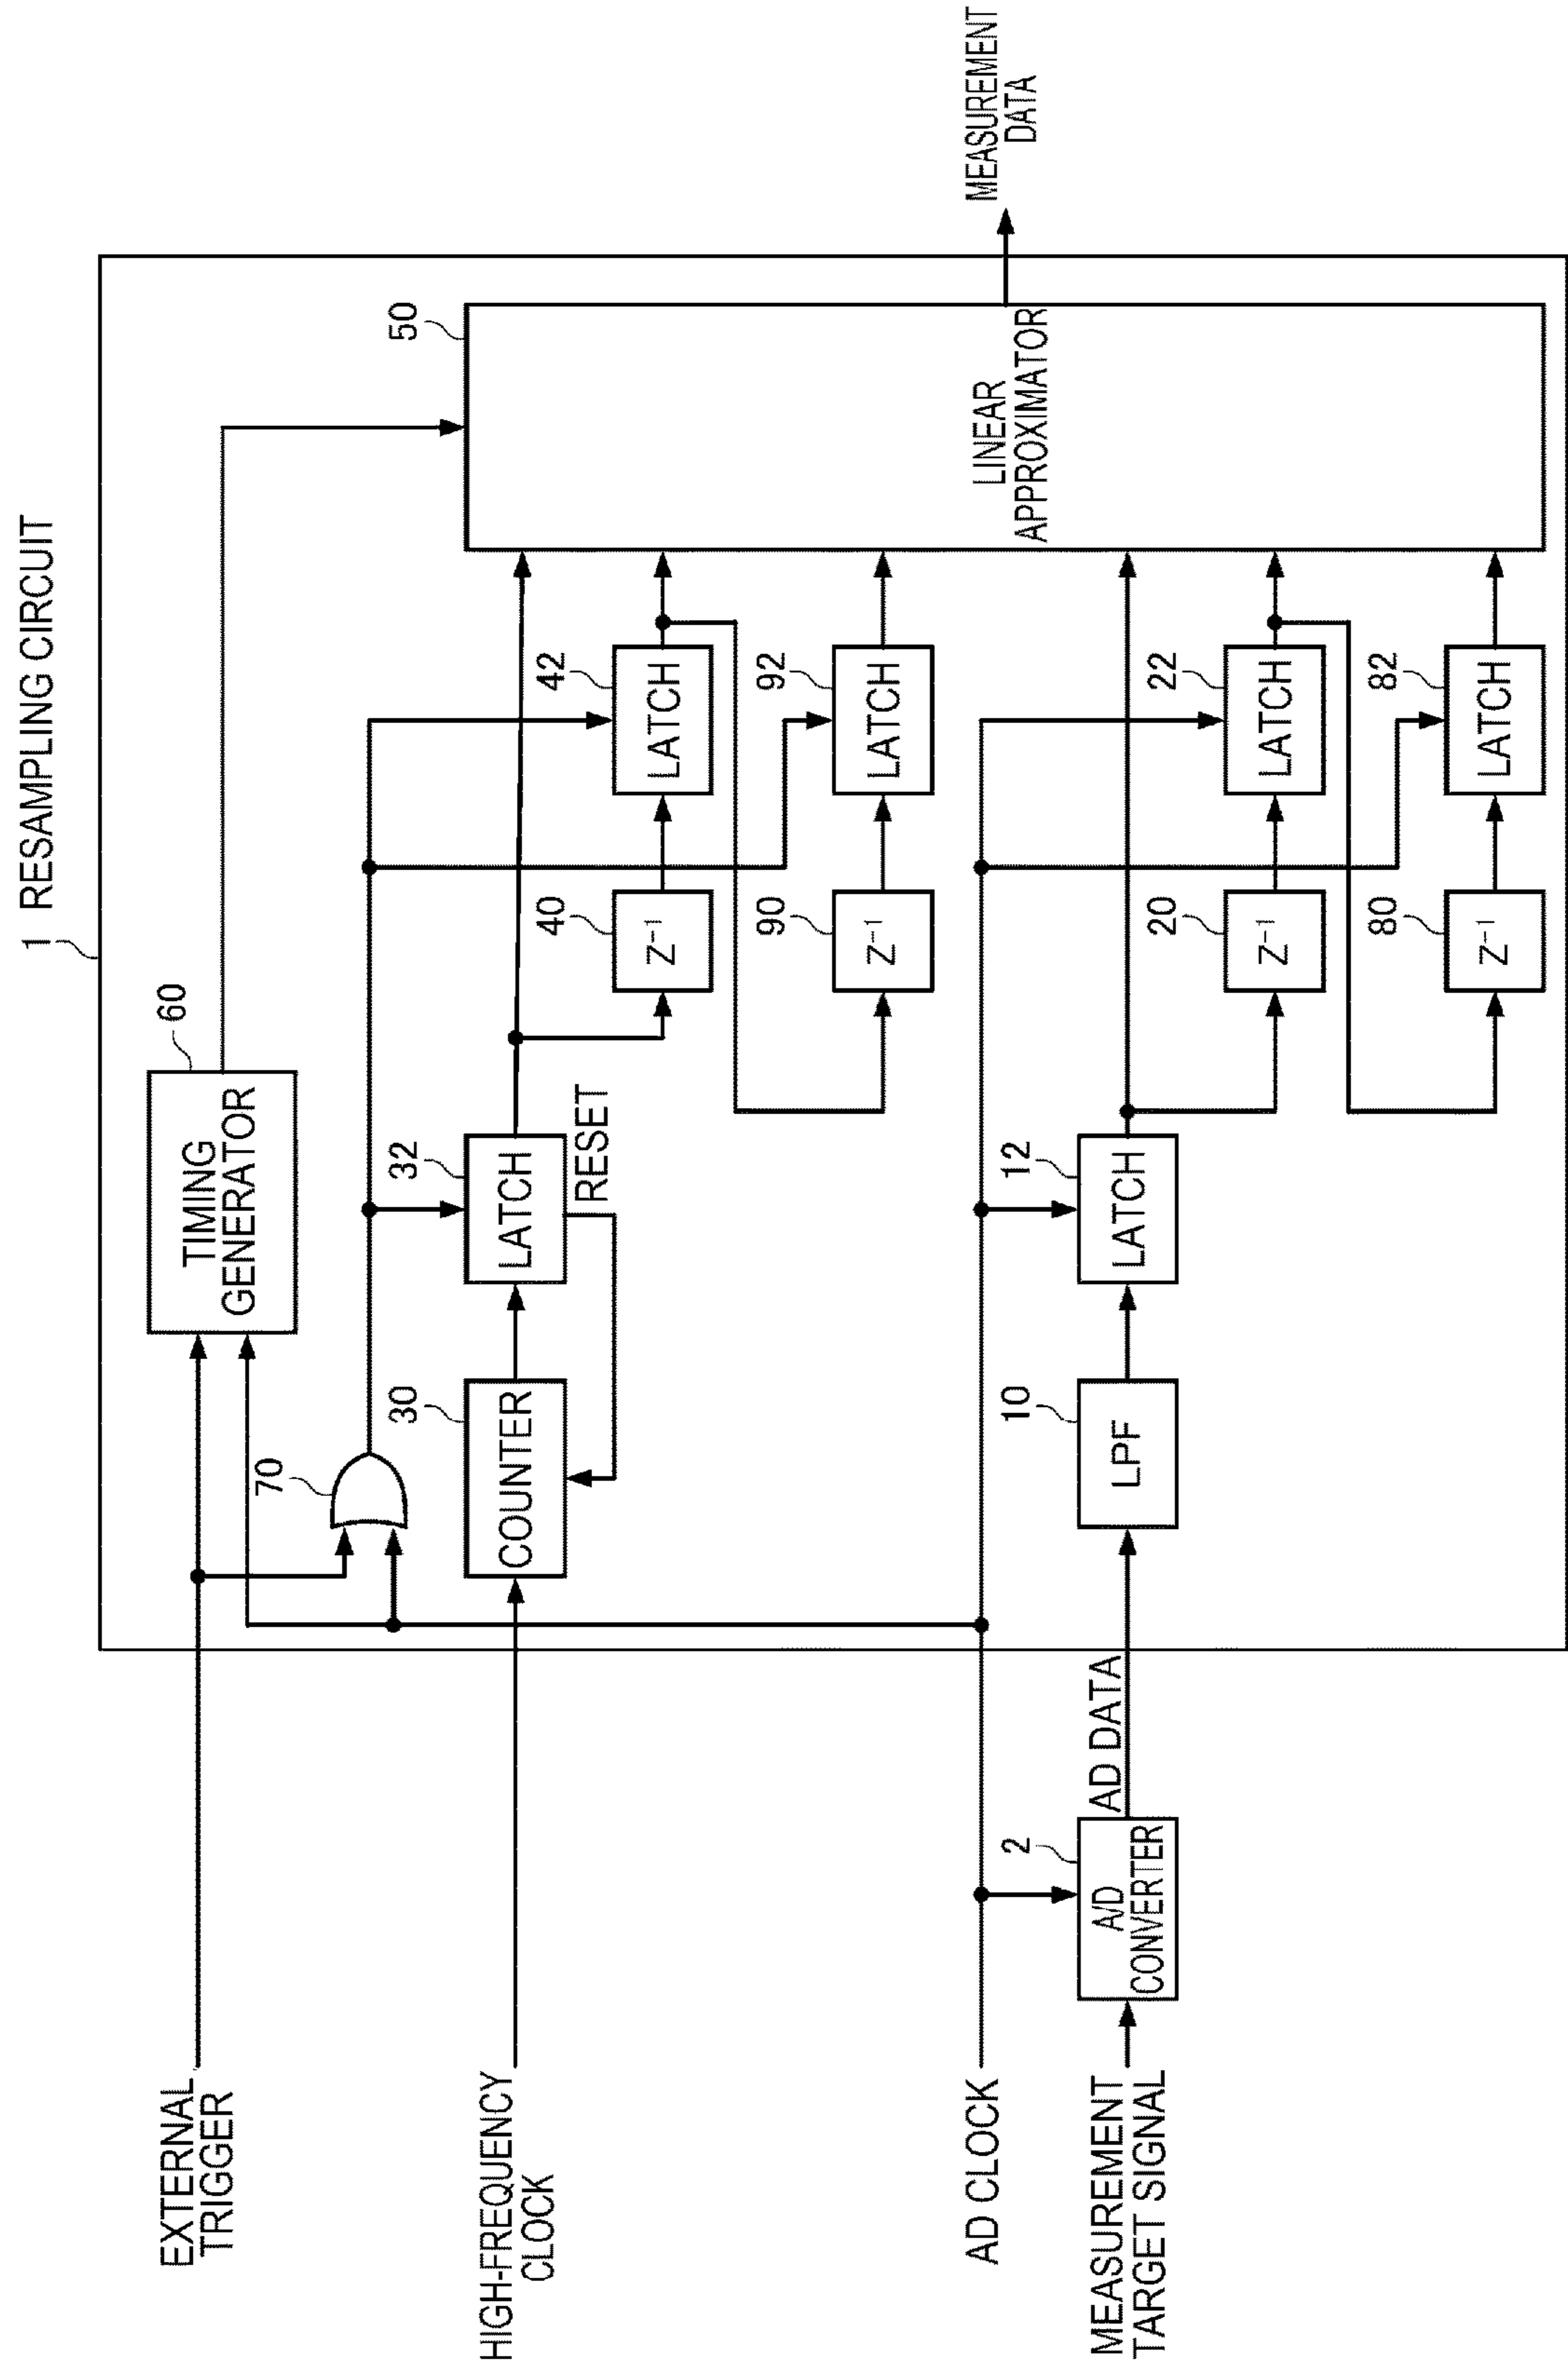 1 RESAMPLING CIRCUIT
EXTERNAL
TRIGGER
60
TIMING
GENERATOR
70
HIGH-FREQUENCY
CLOCK
30
COUNTER
32
LATCH
RESET
40
Z⁻¹
42
LATCH
90
Z⁻¹
92
LATCH
50
LINEAR
APPROXIMATOR
MEASUREMENT
DATA
AD CLOCK
MEASUREMENT
TARGET SIGNAL
2
A/D
CONVERTER
AD DATA
10
LPF
12
LATCH
20
Z⁻¹
22
LATCH
80
Z⁻¹
82
LATCH